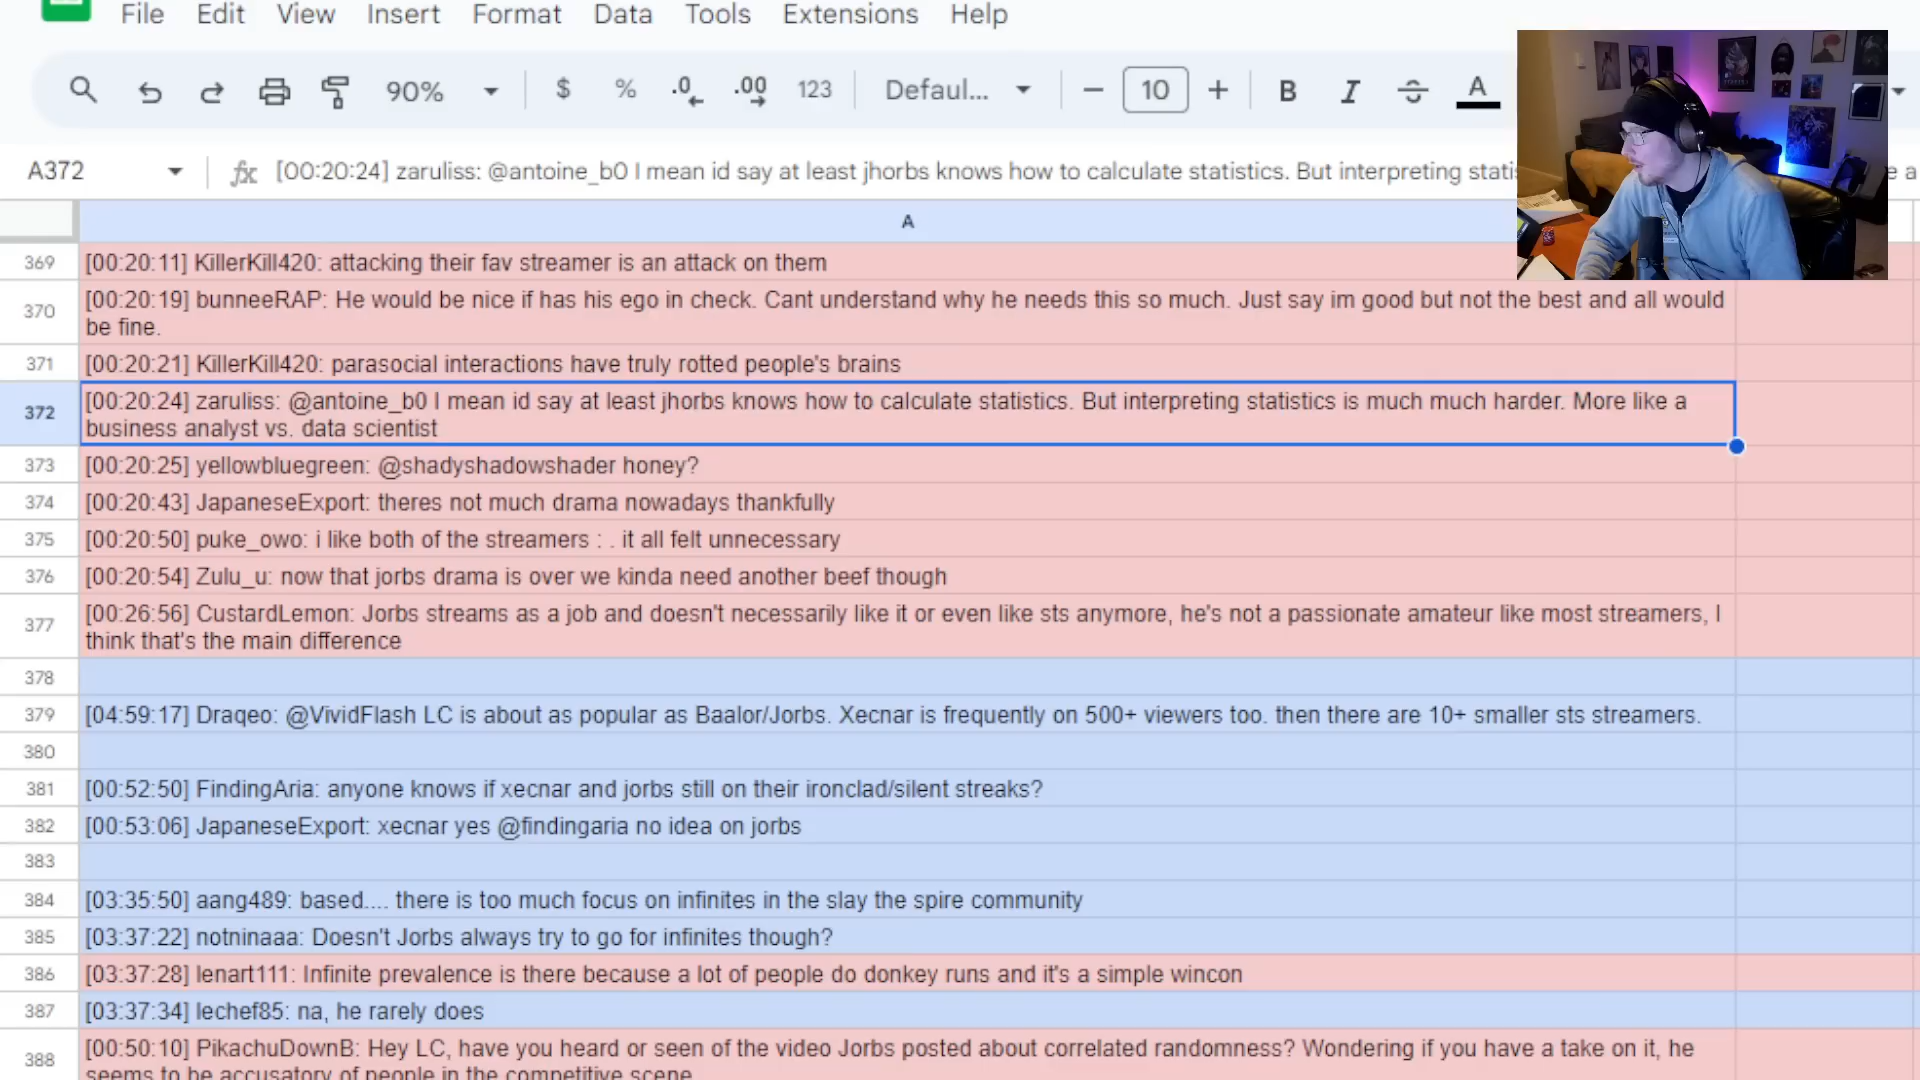 File Edit View Insert Format Data Tools Extensions Help
90% $ % .0 .00 123 Defaul... 10 B I A
A372 fx [00:20:24] zaruliss: @antoine_b0 I mean id say at least jhorbs knows how to calculate statistics. But interpreting
A
369 [00:20:11] KillerKill420: attacking their fav streamer is an attack on them
370 [00:20:19] bunneeRAP: He would be nice if has his ego in check. Cant understand why he needs this so much. Just say im good but not the best and all would
be fine.
371 [00:20:21] KillerKill420: parasocial interactions have truly rotted people's brains
372 [00:20:24] zaruliss: @antoine_b0 I mean id say at least jhorbs knows how to calculate statistics. But interpreting statistics is much much harder. More like a
business analyst vs. data scientist
373 [00:20:25] yellowbluegreen: @shadyshadowshader honey?
374 [00:20:43] JapaneseExport: theres not much drama nowadays thankfully
375 [00:20:50] puke_owo: i like both of the streamers : . it all felt unnecessary
376 [00:20:54] Zulu_u: now that jorbs drama is over we kinda need another beef though
377 [00:26:56] CustardLemon: Jorbs streams as a job and doesn't necessarily like it or even like sts anymore, he's not a passionate amateur like most streamers, I
think that's the main difference
378
379 [04:59:17] Draqeo: @VividFlash LC is about as popular as Baalor/Jorbs. Xecnar is frequently on 500+ viewers too. then there are 10+ smaller sts streamers.
380
381 [00:52:50] FindingAria: anyone knows if xecnar and jorbs still on their ironclad/silent streaks?
382 [00:53:06] JapaneseExport: xecnar yes @findingaria no idea on jorbs
383
384 [03:35:50] aang489: based.... there is too much focus on infinites in the slay the spire community
385 [03:37:22] notninaaa: Doesn't Jorbs always try to go for infinites though?
386 [03:37:28] lenart111: Infinite prevalence is there because a lot of people do donkey runs and it's a simple wincon
387 [03:37:34] lechef85: na, he rarely does
388 [00:50:10] PikachuDownB: Hey LC, have you heard or seen of the video Jorbs posted about correlated randomness? Wondering if you have a take on it, he
seems to be accusatory of people in the competitive scene